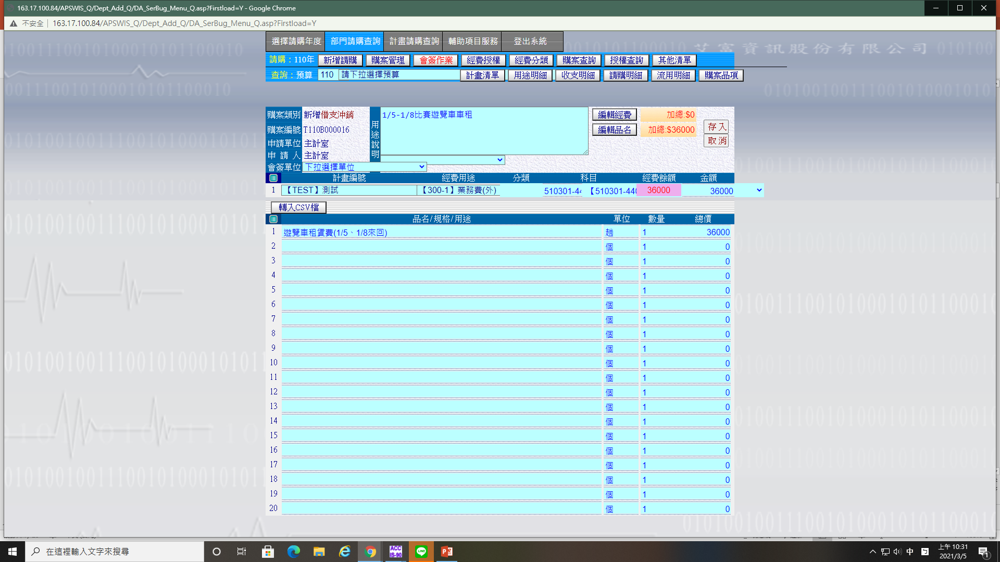 163.17.100.84/APSWIS_Q/Dept_Add_Q/DA_SerBug_Menu_Q.asp?Firstload=Y - Google Chrome
不安全 163.17.100.84/APSWIS_Q/Dept_Add_Q/DA_SerBug_Menu_Q.asp?Firstload=Y
選擇請購年度 部門請購查詢 計畫請購查詢 輔助項目服務 登出系統
艾富資訊股份有限公司
請購：110年 新增請購 購案管理 會簽作業 經費授權 經費分類 購案查詢 授權查詢 其他清單
查詢：預算 110 請下拉選擇預算 計畫清單 用途明細 收支明細 請購明細 流用明細 購案品項
購案類別 新增借支沖銷 用途說明 1/5-1/8比賽遊覽車車租 編輯經費 加總:$0
購案編號 T110B000016 編輯品名 加總:$36000 存入
申請單位 主計室 取消
申請人 主計室
會簽單位 下拉選擇單位
計畫編號 經費用途 分類 科目 經費餘額 金額
1 【TEST】測試 【300-1】業務費(外) 510301-44 【510301-440 36000 36000
轉入CSV檔
品名/規格/用途 單位 數量 總價
1 遊覽車租賃費(1/5、1/8來回) 趟 1 36000
2 個 1 0
3 個 1 0
4 個 1 0
5 個 1 0
6 個 1 0
7 個 1 0
8 個 1 0
9 個 1 0
10 個 1 0
11 個 1 0
12 個 1 0
13 個 1 0
14 個 1 0
15 個 1 0
16 個 1 0
17 個 1 0
18 個 1 0
19 個 1 0
20 個 1 0
在這裡輸入文字來搜尋
ACC
IS-90
LINE
中
上午 10:31
2021/3/5
1